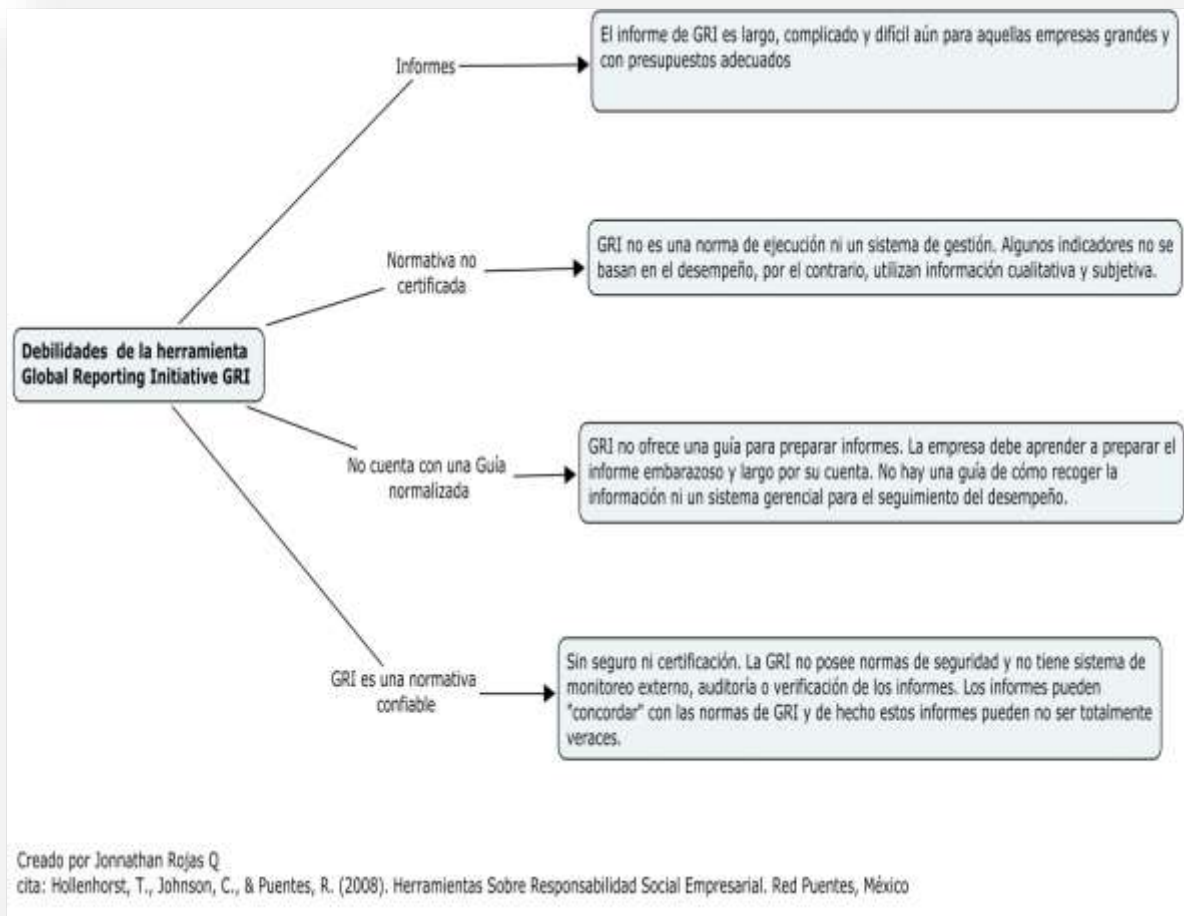 Informes
El informe de GRI es largo, complicado y difícil aún para aquellas empresas grandes y
con presupuestos adecuados
Normativa no
certificada
GRI no es una norma de ejecución ni un sistema de gestión. Algunos indicadores no se
basan en el desempeño, por el contrario, utilizan información cualitativa y subjetiva.
Debilidades de la herramienta
Global Reporting Initiative GRI
No cuenta con una Guía
normalizada
GRI no ofrece una guía para preparar informes. La empresa debe aprender a preparar el
informe embarazoso y largo por su cuenta. No hay una guía de cómo recoger la
información ni un sistema gerencial para el seguimiento del desempeño.
GRI es una normativa
confiable
Sin seguro ni certificación. La GRI no posee normas de seguridad y no tiene sistema de
monitoreo externo, auditoría o verificación de los informes. Los informes pueden
"concordar" con las normas de GRI y de hecho estos informes pueden no ser totalmente
veraces.
Creado por Jonnathan Rojas Q
cita: Hollenhorst, T., Johnson, C., & Puentes, R. (2008). Herramientas Sobre Responsabilidad Social Empresarial. Red Puentes, México